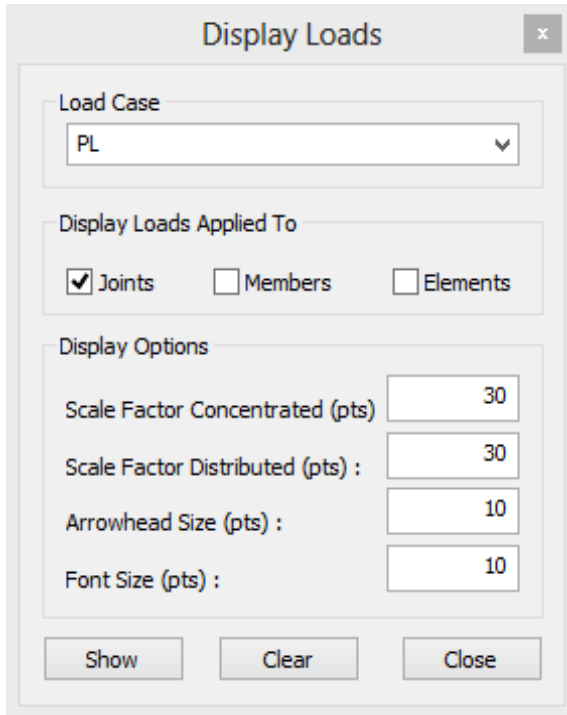 Display Loads
x
Load Case
PL
Display Loads Applied To
Joints Members Elements
Display Options
Scale Factor Concentrated (pts) 30
Scale Factor Distributed (pts) : 30
Arrowhead Size (pts) : 10
Font Size (pts) : 10
Show Clear Close